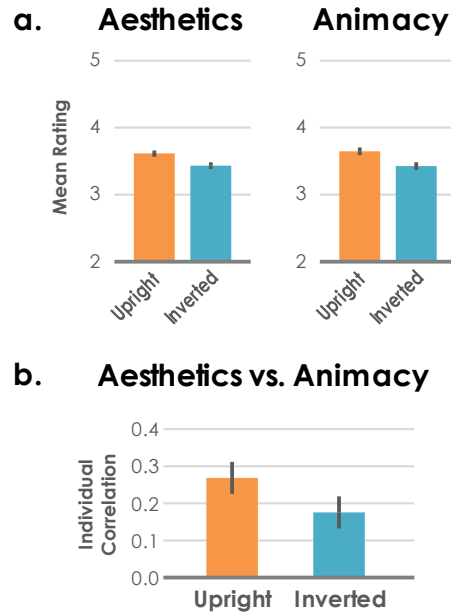 a. Aesthetics Animacy
5 5
4 4
3 3
2 2
Mean Rating
Upright Inverted Upright Inverted
b. Aesthetics vs. Animacy
0.4
0.3
0.2
0.1
0.0
Individual
Correlation
Upright Inverted